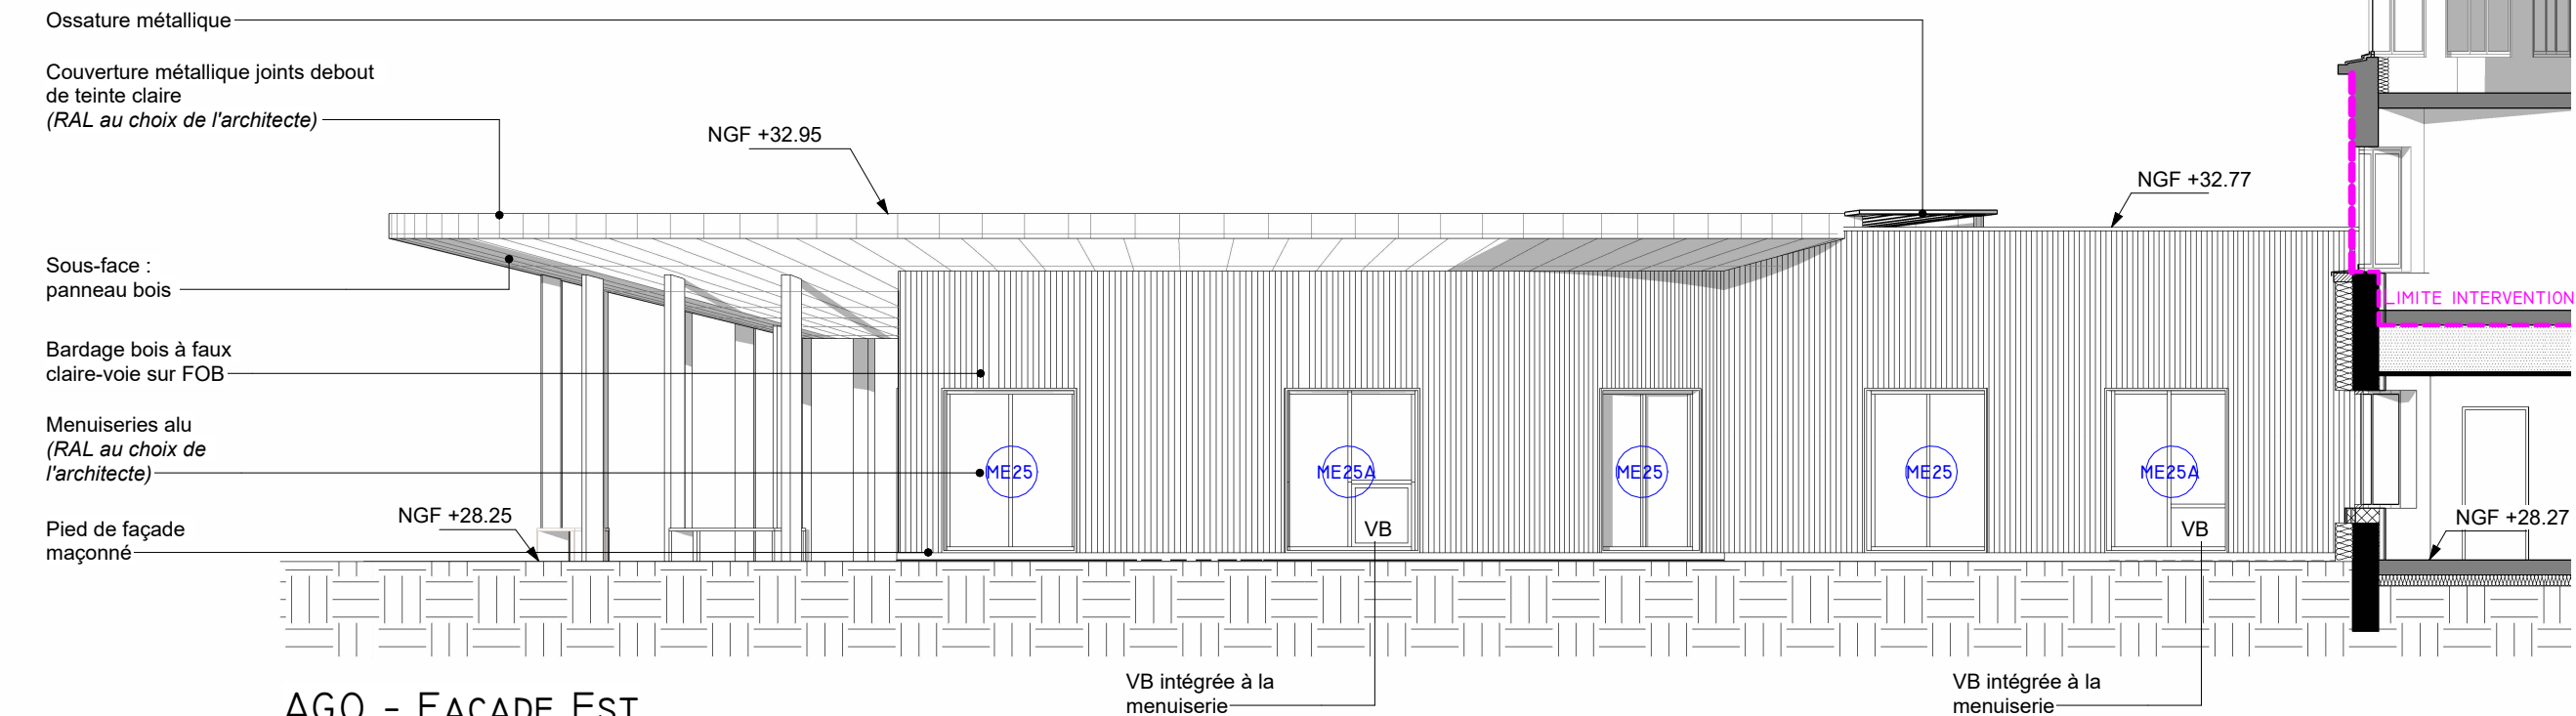 Ossature métallique
Couverture métallique joints debout
de teinte claire
(RAL au choix de l'architecte)
NGF +32.95
NGF +32.77
Sous-face :
panneau bois
LIMITE INTERVENTION
Bardage bois à faux
claire-voie sur FOB
Menuiseries alu
(RAL au choix de
l'architecte)
ME25
ME25A
ME25
ME25
ME25A
NGF +28.25
Pied de façade
maçonné
VB
VB
NGF +28.27
VB intégrée à la
menuiserie
VB intégrée à la
menuiserie
AGO - FACADE EST